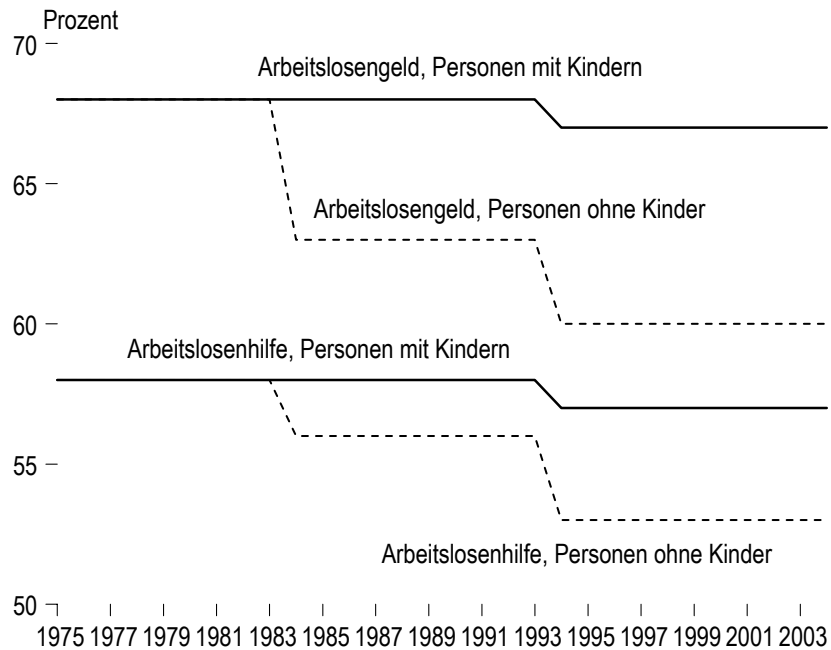 Prozent
70
Arbeitslosengeld, Personen mit Kindern
65
Arbeitslosengeld, Personen ohne Kinder
60
Arbeitslosenhilfe, Personen mit Kindern
55
Arbeitslosenhilfe, Personen ohne Kinder
50
1975 1977 1979 1981 1983 1985 1987 1989 1991 1993 1995 1997 1999 2001 2003